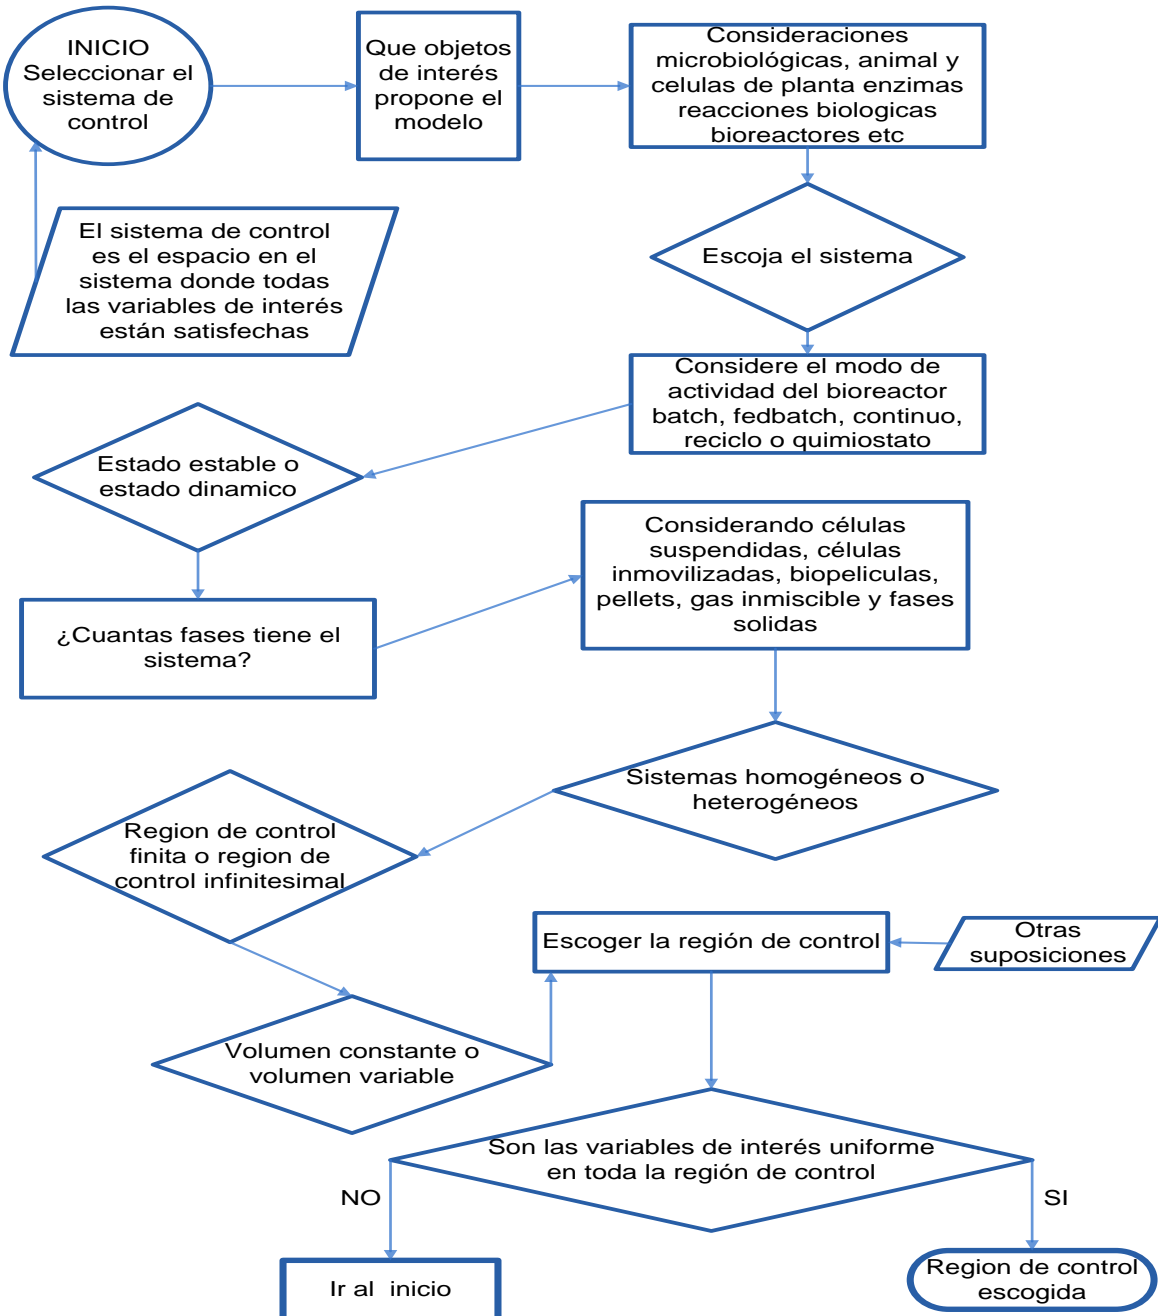 INICIO
Seleccionar el
sistema de
control
Que objetos
de interés
propone el
modelo
Consideraciones
microbiológicas, animal y
celulas de planta enzimas
reacciones biologicas
bioreactores etc
El sistema de control
es el espacio en el
sistema donde todas
las variables de interés
están satisfechas
Escoja el sistema
Considere el modo de
actividad del bioreactor
batch, fedbatch, continuo,
reciclo o quimiostato
Estado estable o
estado dinamico
¿Cuantas fases tiene el
sistema?
Considerando células
suspendidas, células
inmovilizadas, biopeliculas,
pellets, gas inmiscible y fases
solidas
Sistemas homogéneos o
heterogéneos
Region de control
finita o region de
control infinitesimal
Volumen constante o
volumen variable
Escoger la región de control
Otras
suposiciones
Son las variables de interés uniforme
en toda la región de control
NO
SI
Ir al inicio
Region de control
escogida